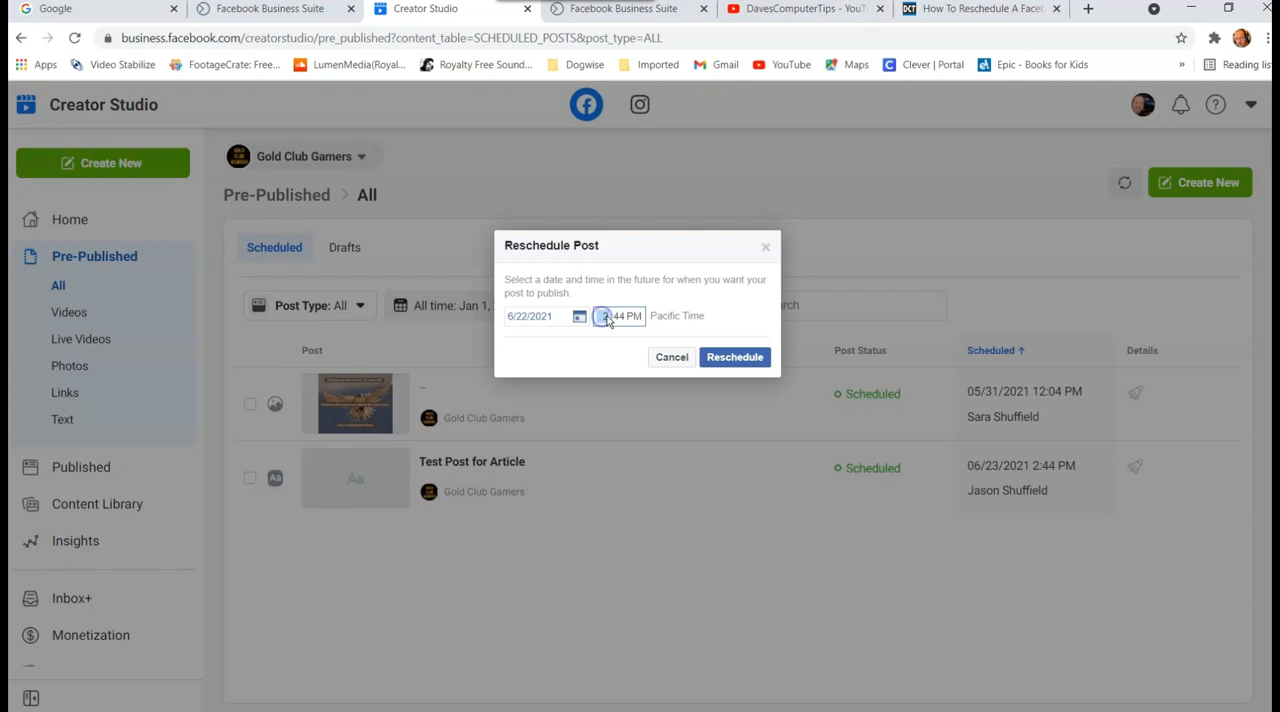 Google
Facebook Business Suite
Creator Studio
Facebook Business Suite
DavesComputerTips - YouT
How To Reschedule A Faceb
business.facebook.com/creatorstudio/pre_published?content_table=SCHEDULED_POSTS&post_type=ALL
Apps
Video Stabilize
FootageCrate: Free...
LumenMedia(Royal...
Royalty Free Sound...
Dogwise
Imported
Gmail
YouTube
Maps
Clever | Portal
Epic - Books for Kids
»
Reading list
Creator Studio
Create New
Gold Club Gamers
Pre-Published > All
Create New
Home
Pre-Published
All
Videos
Live Videos
Photos
Links
Text
Published
Content Library
Insights
Inbox+
Monetization
Scheduled
Drafts
Post Type: All
All time: Jan 1,
Reschedule Post
Select a date and time in the future for when you want your
post to publish.
6/22/2021
2:44 PM
Pacific Time
Cancel
Reschedule
Post
Post Status
Scheduled ↑
Details
--
Gold Club Gamers
Scheduled
05/31/2021 12:04 PM
Sara Shuffield
Aa
Aa
Test Post for Article
Gold Club Gamers
Scheduled
06/23/2021 2:44 PM
Jason Shuffield